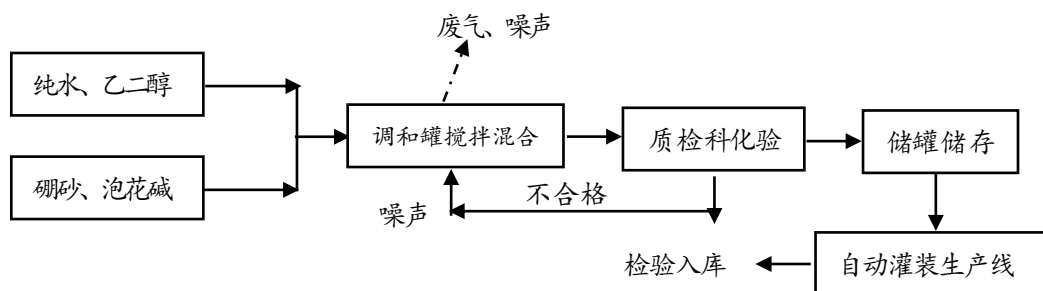 废气、噪声
纯水、乙二醇
调和罐搅拌混合
质检科化验
储罐储存
硼砂、泡花碱
不合格
噪声
检验入库
自动灌装生产线